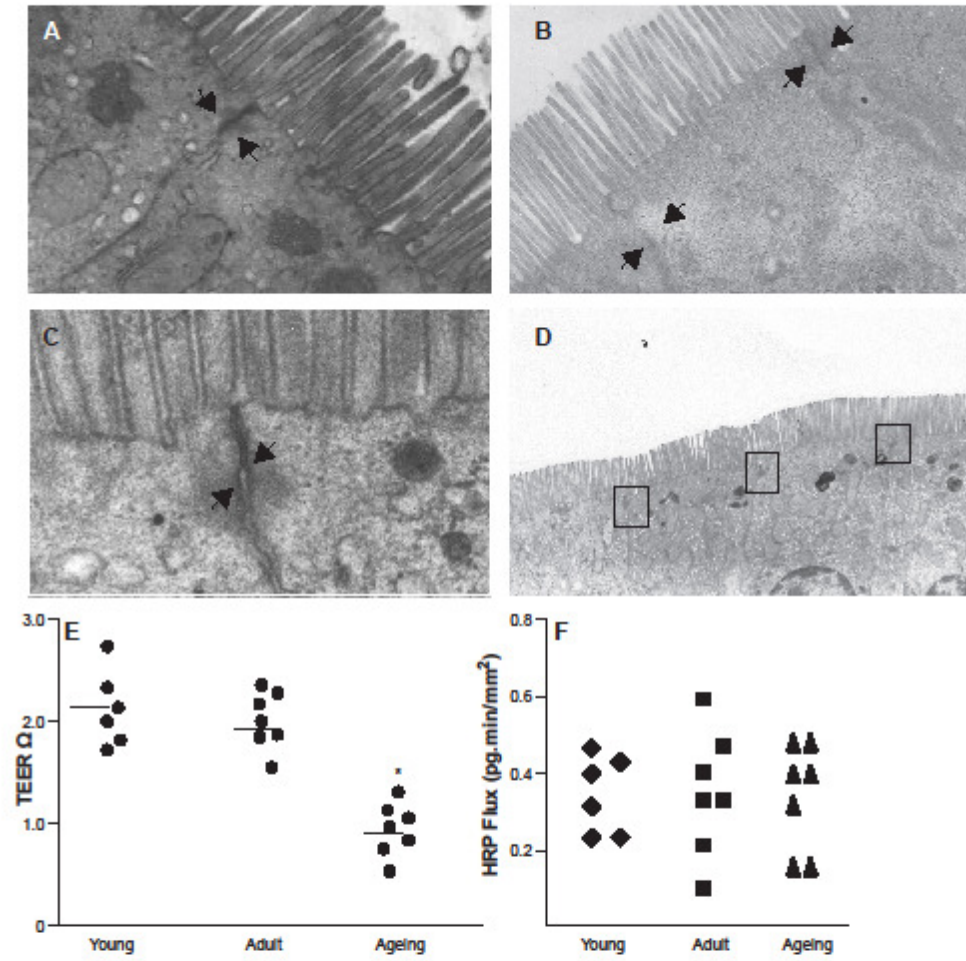 A
B
C
D
E
3.0
2.0
1.0
0
TEER Ω
*
Young
Adult
Ageing
F
0.8
0.6
0.4
0.2
HRP Flux (pg.min/mm²)
Young
Adult
Ageing